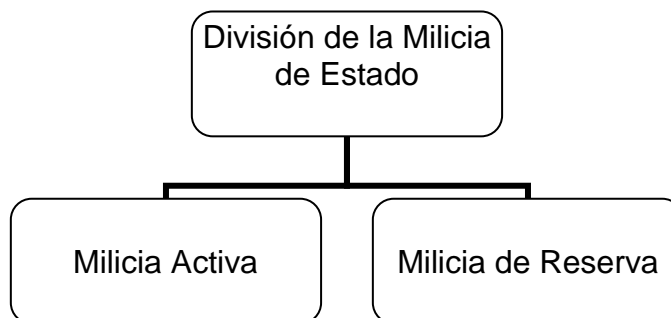 División de la Milicia
de Estado
Milicia Activa
Milicia de Reserva